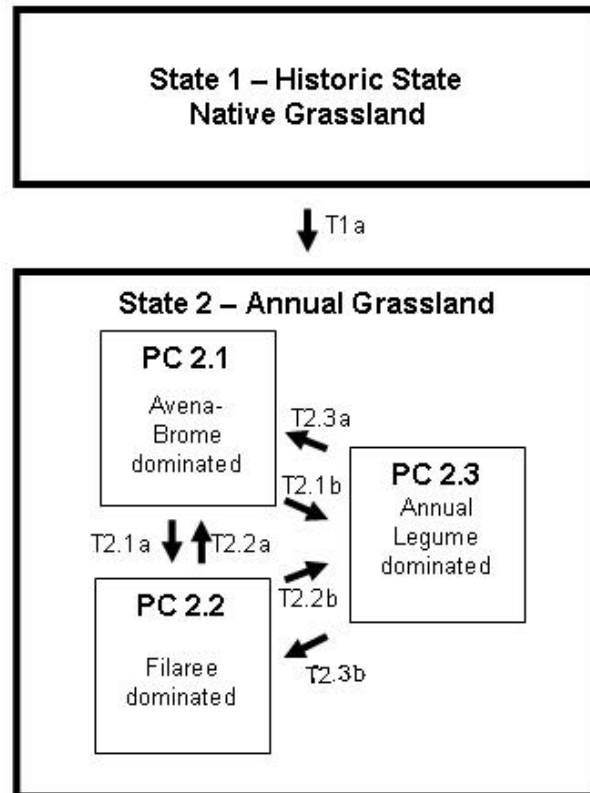 State 1 – Historic State
Native Grassland
T1a
State 2 – Annual Grassland
PC 2.1
Avena-
Brome
dominated
T2.3a
T2.1b
PC 2.3
Annual
Legume
dominated
T2.1a
T2.2a
T2.2b
PC 2.2
Filaree
dominated
T2.3b